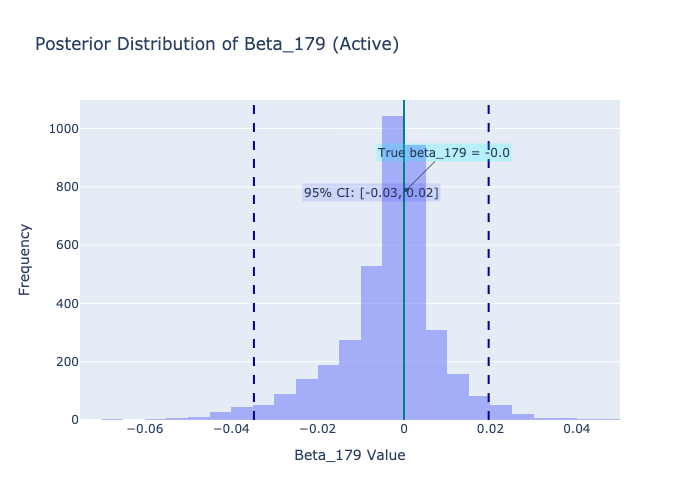 Posterior Distribution of Beta_179 (Active)
1000
True beta_179 = -0.0
800
95% CI: [-0.03, 0.02]
600
Frequency
400
200
0
−0.06
−0.04
−0.02
0
0.02
0.04
Beta_179 Value